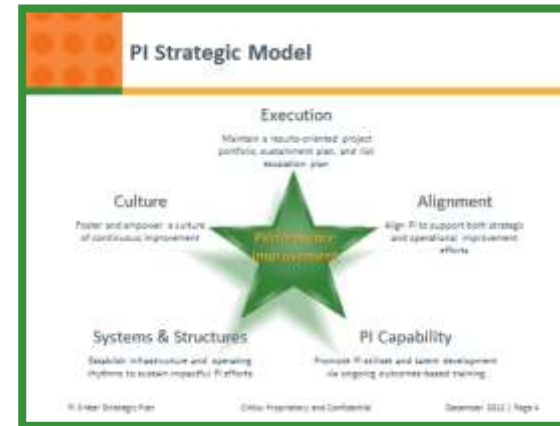 PI Strategic Model
Execution
Maintain a results-oriented project
portfolio, sustainment plan, and risk
escalation plan
Culture
Foster and empower a culture
of continuous improvement
Alignment
Align PI to support both strategic
and operational improvement
efforts
Performance
Improvement
Systems & Structures
Establish infrastructure and operating
rhythms to sustain impactful PI efforts
PI Capability
Promote PI skillset and talent development
via ongoing outcomes-based training
Strategic Plan
Proprietary and Confidential
December | Page